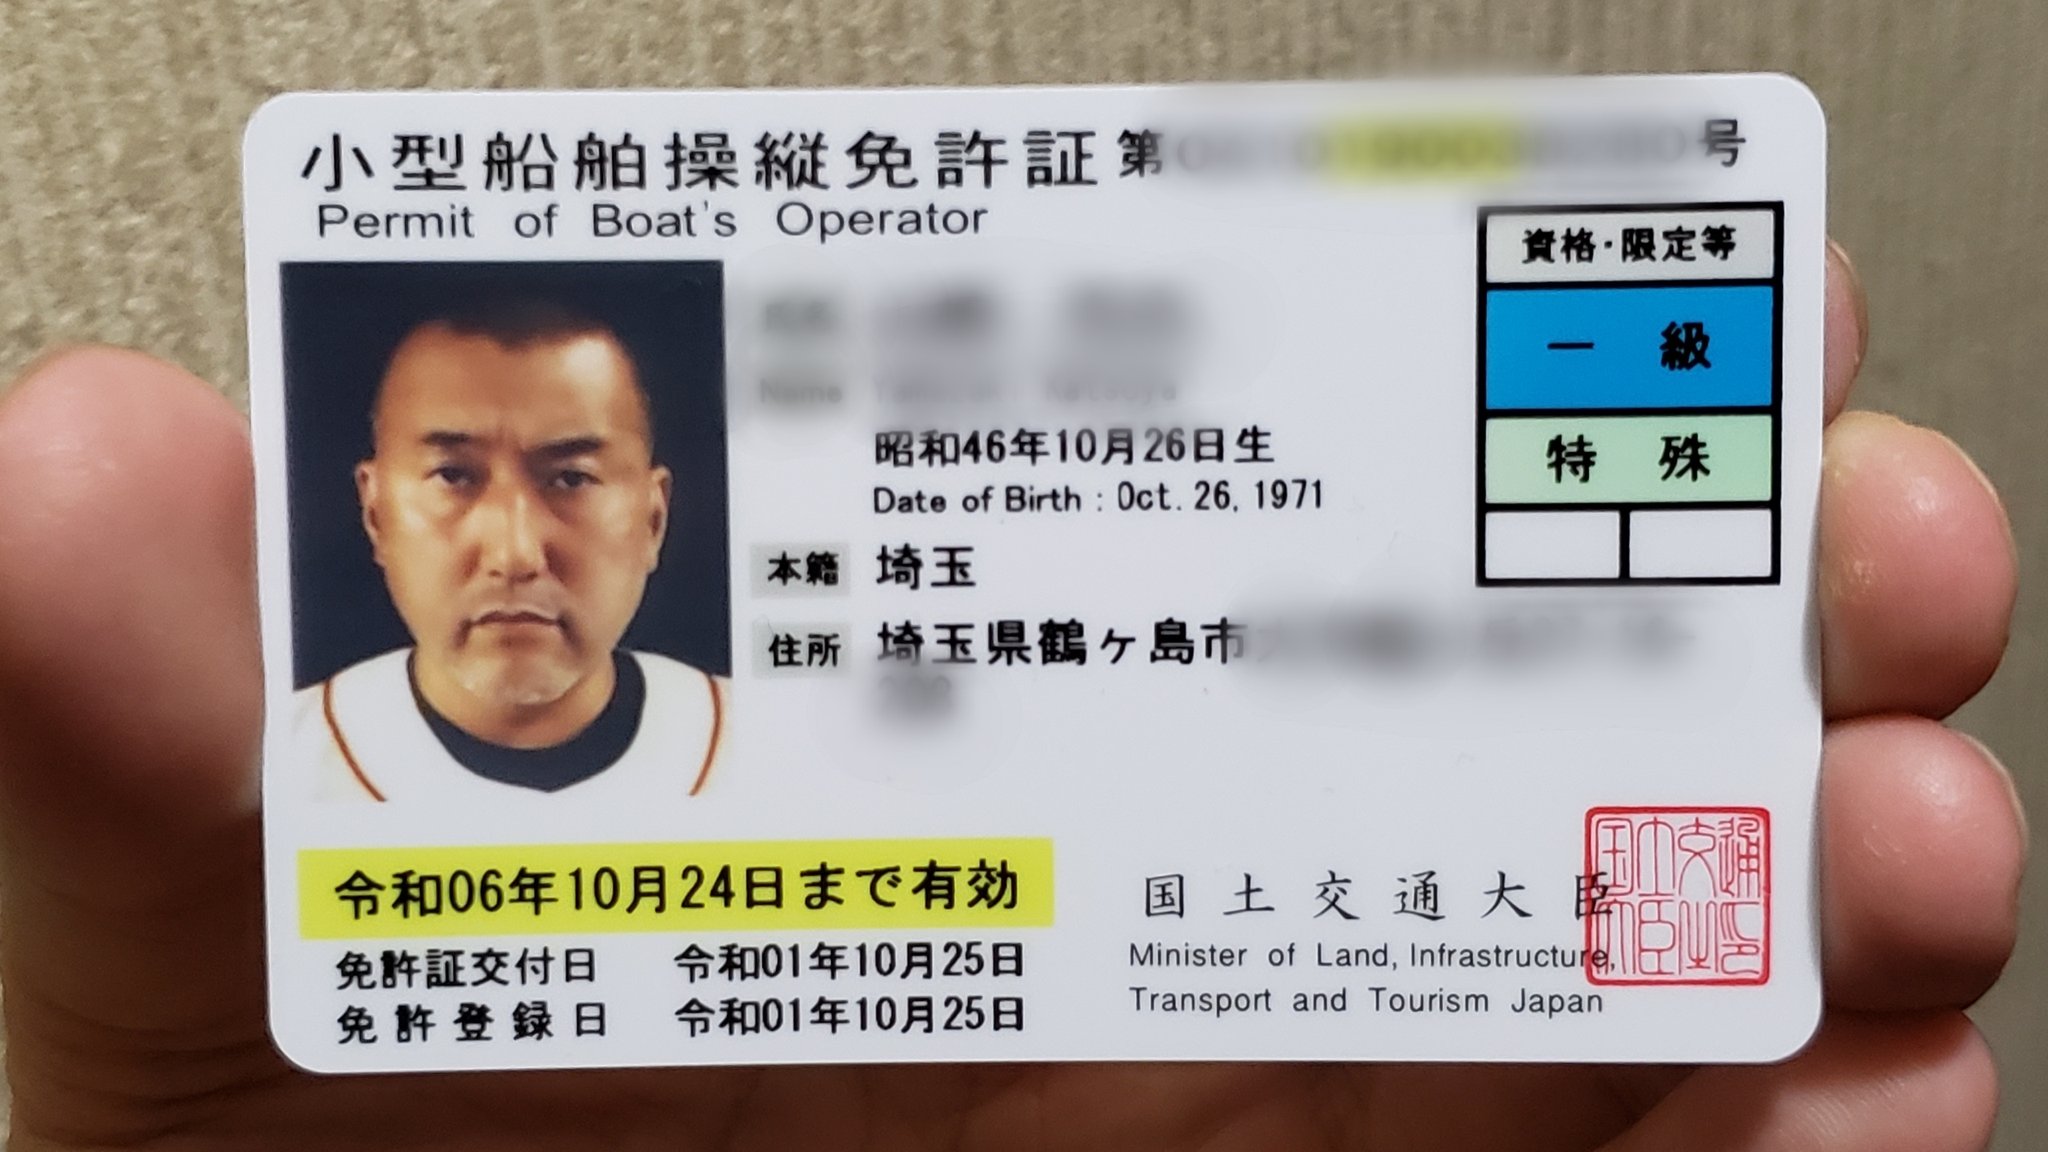 小型船舶操縦免許証 第 号
Permit of Boat's Operator
資格・限定等
一級
特殊
Name
昭和46年10月26日生
Date of Birth : Oct. 26, 1971
本籍 埼玉
住所 埼玉県鶴ヶ島市
令和06年10月24日まで有効
免許証交付日 令和01年10月25日
免許登録日 令和01年10月25日
国土交通大臣
Minister of Land, Infrastructure,
Transport and Tourism Japan